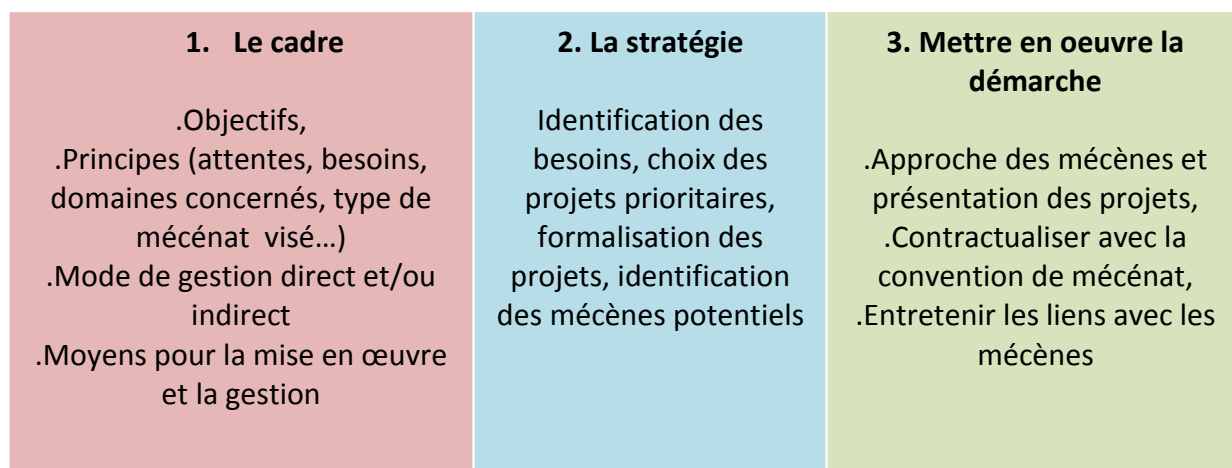 1. Le cadre
.Objectifs,
.Principes (attentes, besoins,
domaines concernés, type de
mécénat visé…)
.Mode de gestion direct et/ou
indirect
.Moyens pour la mise en œuvre
et la gestion
2. La stratégie
Identification des
besoins, choix des
projets prioritaires,
formalisation des
projets, identification
des mécènes potentiels
3. Mettre en oeuvre la
démarche
.Approche des mécènes et
présentation des projets,
.Contractualiser avec la
convention de mécénat,
.Entretenir les liens avec les
mécènes